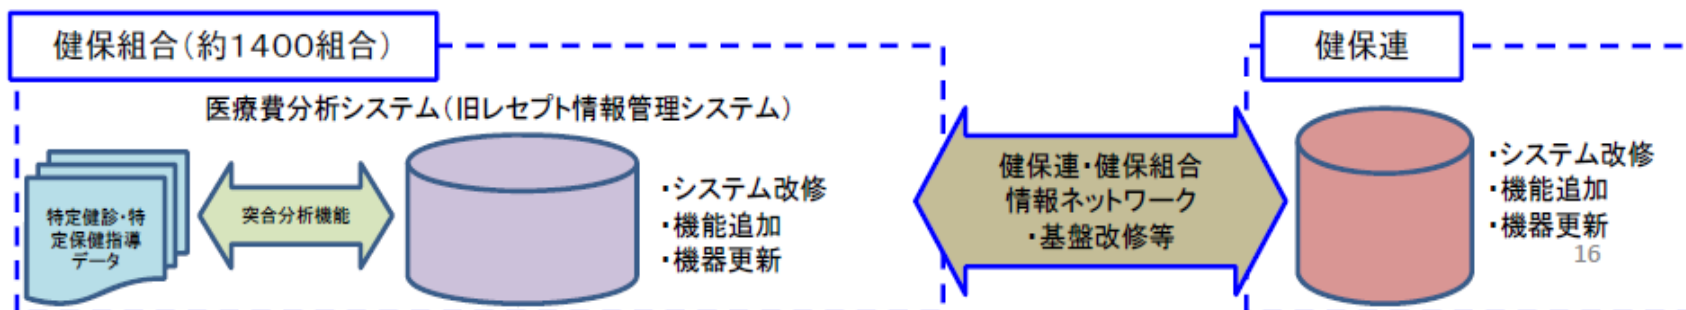 健保組合(約1400組合)
健保連
医療費分析システム(旧レセプト情報管理システム)
特定健診・特
定保健指導
データ
突合分析機能
・システム改修
・機能追加
・機器更新
健保連・健保組合
情報ネットワーク
・基盤改修等
・システム改修
・機能追加
・機器更新
16